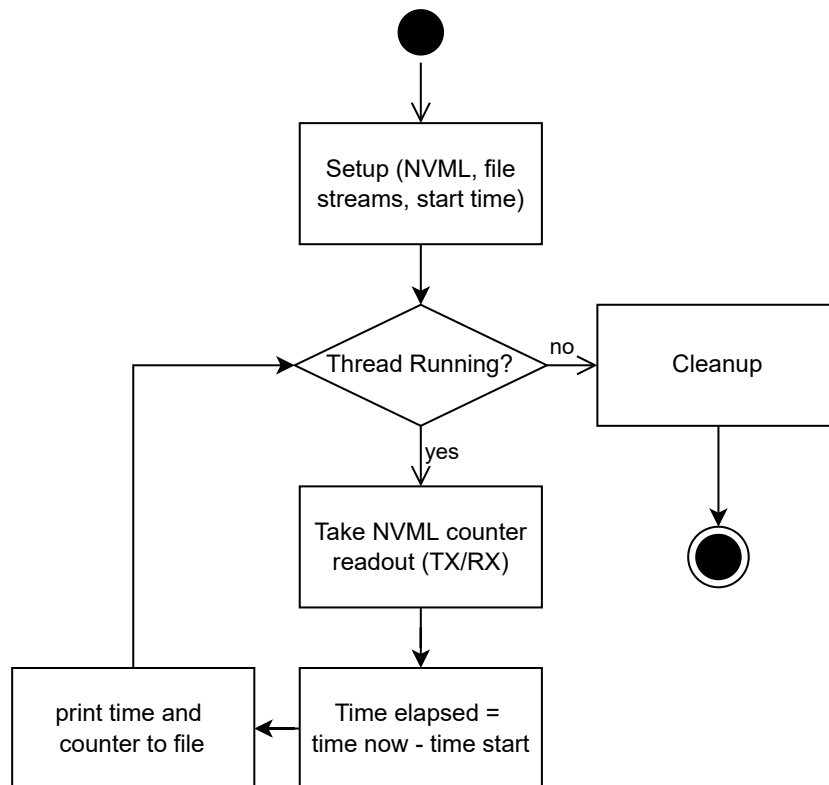 Setup (NVML, file
streams, start time)
Thread Running?
no
Cleanup
yes
Take NVML counter
readout (TX/RX)
print time and
counter to file
Time elapsed =
time now - time start